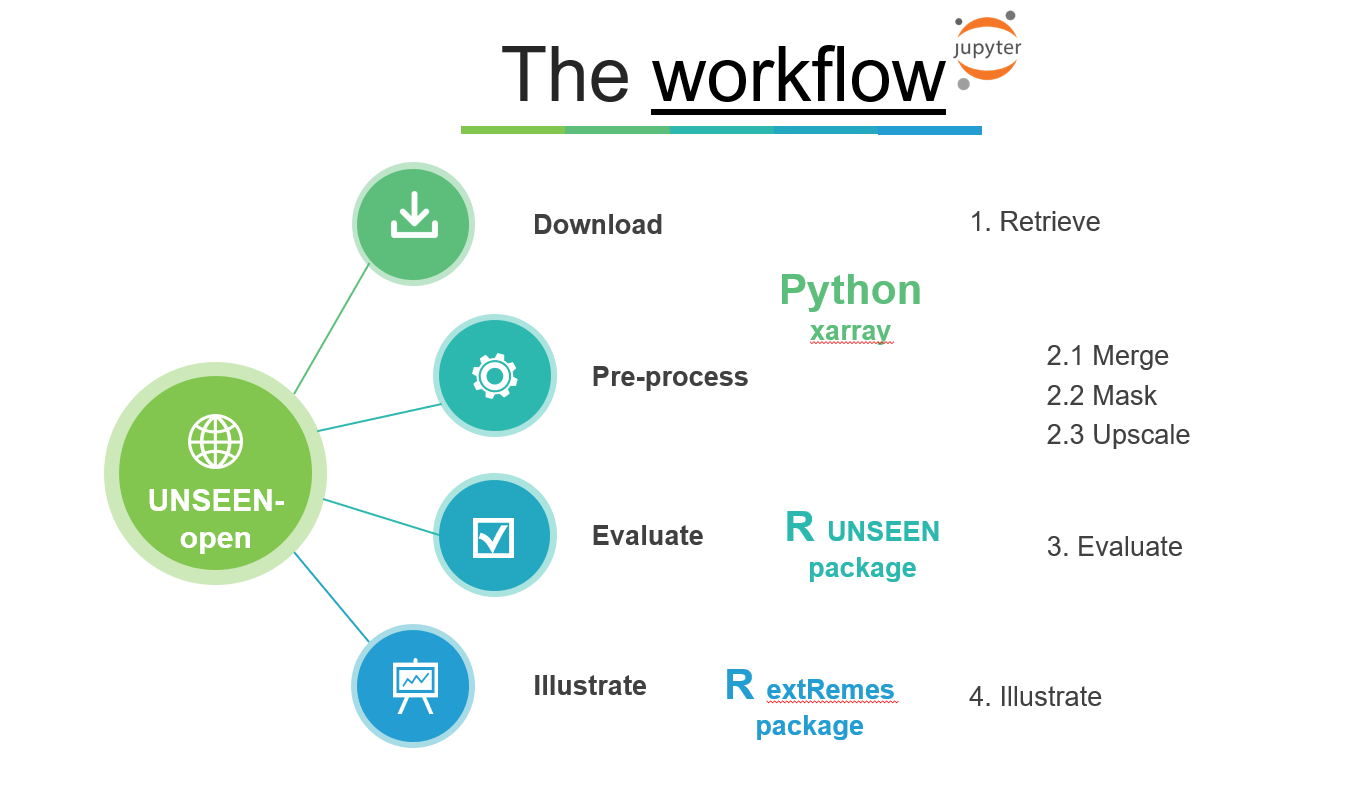 The workflow
jupyter
Download
1. Retrieve
Python
xarray
Pre-process
2.1 Merge
2.2 Mask
2.3 Upscale
UNSEEN-
open
Evaluate
R UNSEEN
package
3. Evaluate
Illustrate
R extRemes
package
4. Illustrate